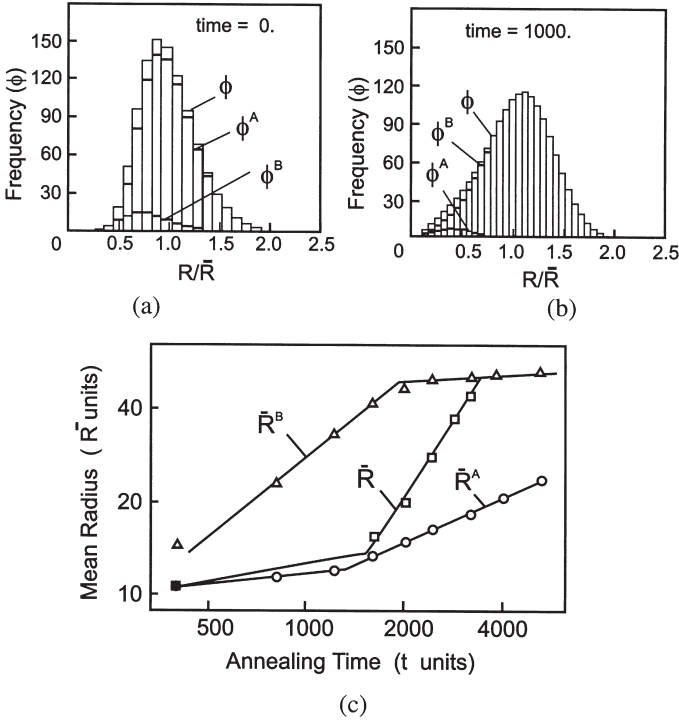 time = 0.
Frequency (ϕ)
150
120
90
60
30
0
0.5
1.0
1.5
2.0
2.5
R/R̄
ϕ
ϕᴬ
ϕᴮ
(a)
time = 1000.
Frequency (ϕ)
150
120
90
60
30
0
0.5
1.0
1.5
2.0
2.5
R/R̄
ϕ
ϕᴮ
ϕᴬ
(b)
Mean Radius ( R̄ units)
40
20
10
R̄ᴮ
R̄
R̄ᴬ
500
1000
2000
4000
Annealing Time (t units)
(c)